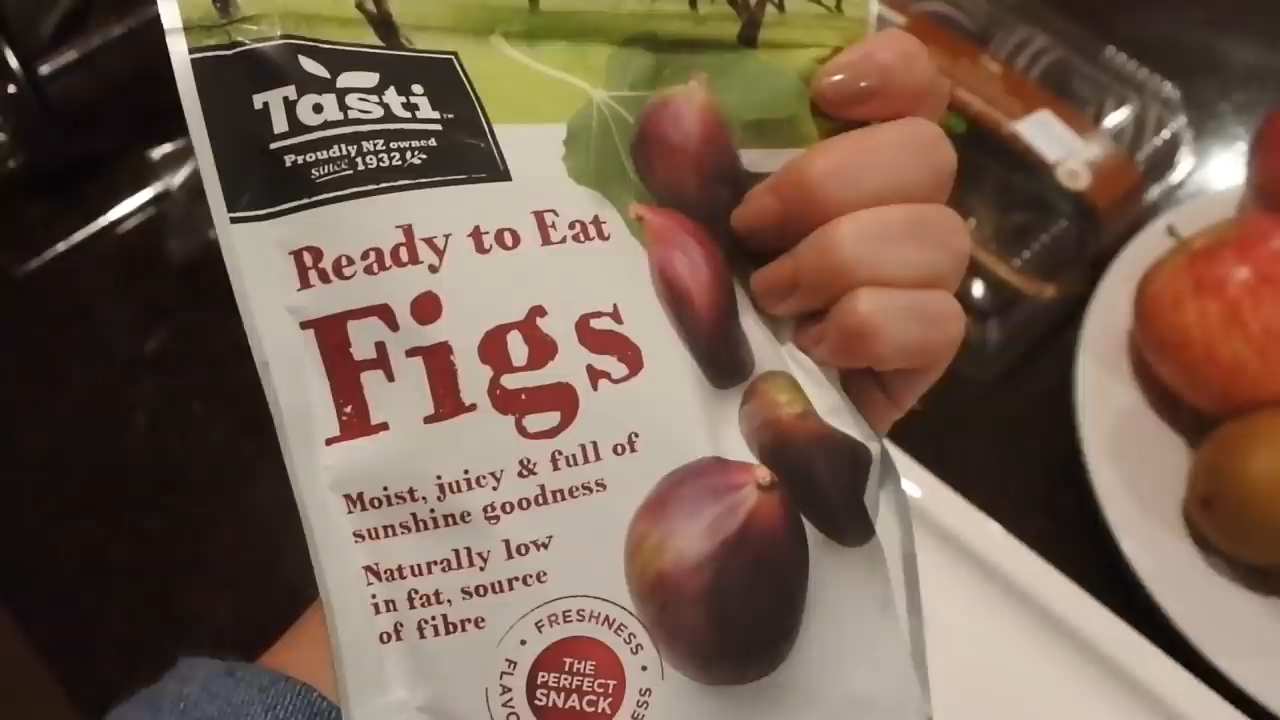 Tasti
Proudly NZ owned
since 1932
Ready to Eat
Figs
Moist, juicy & full of
sunshine goodness
Naturally low
in fat, source
of fibre
FRESHNESS
THE
PERFECT
SNACK